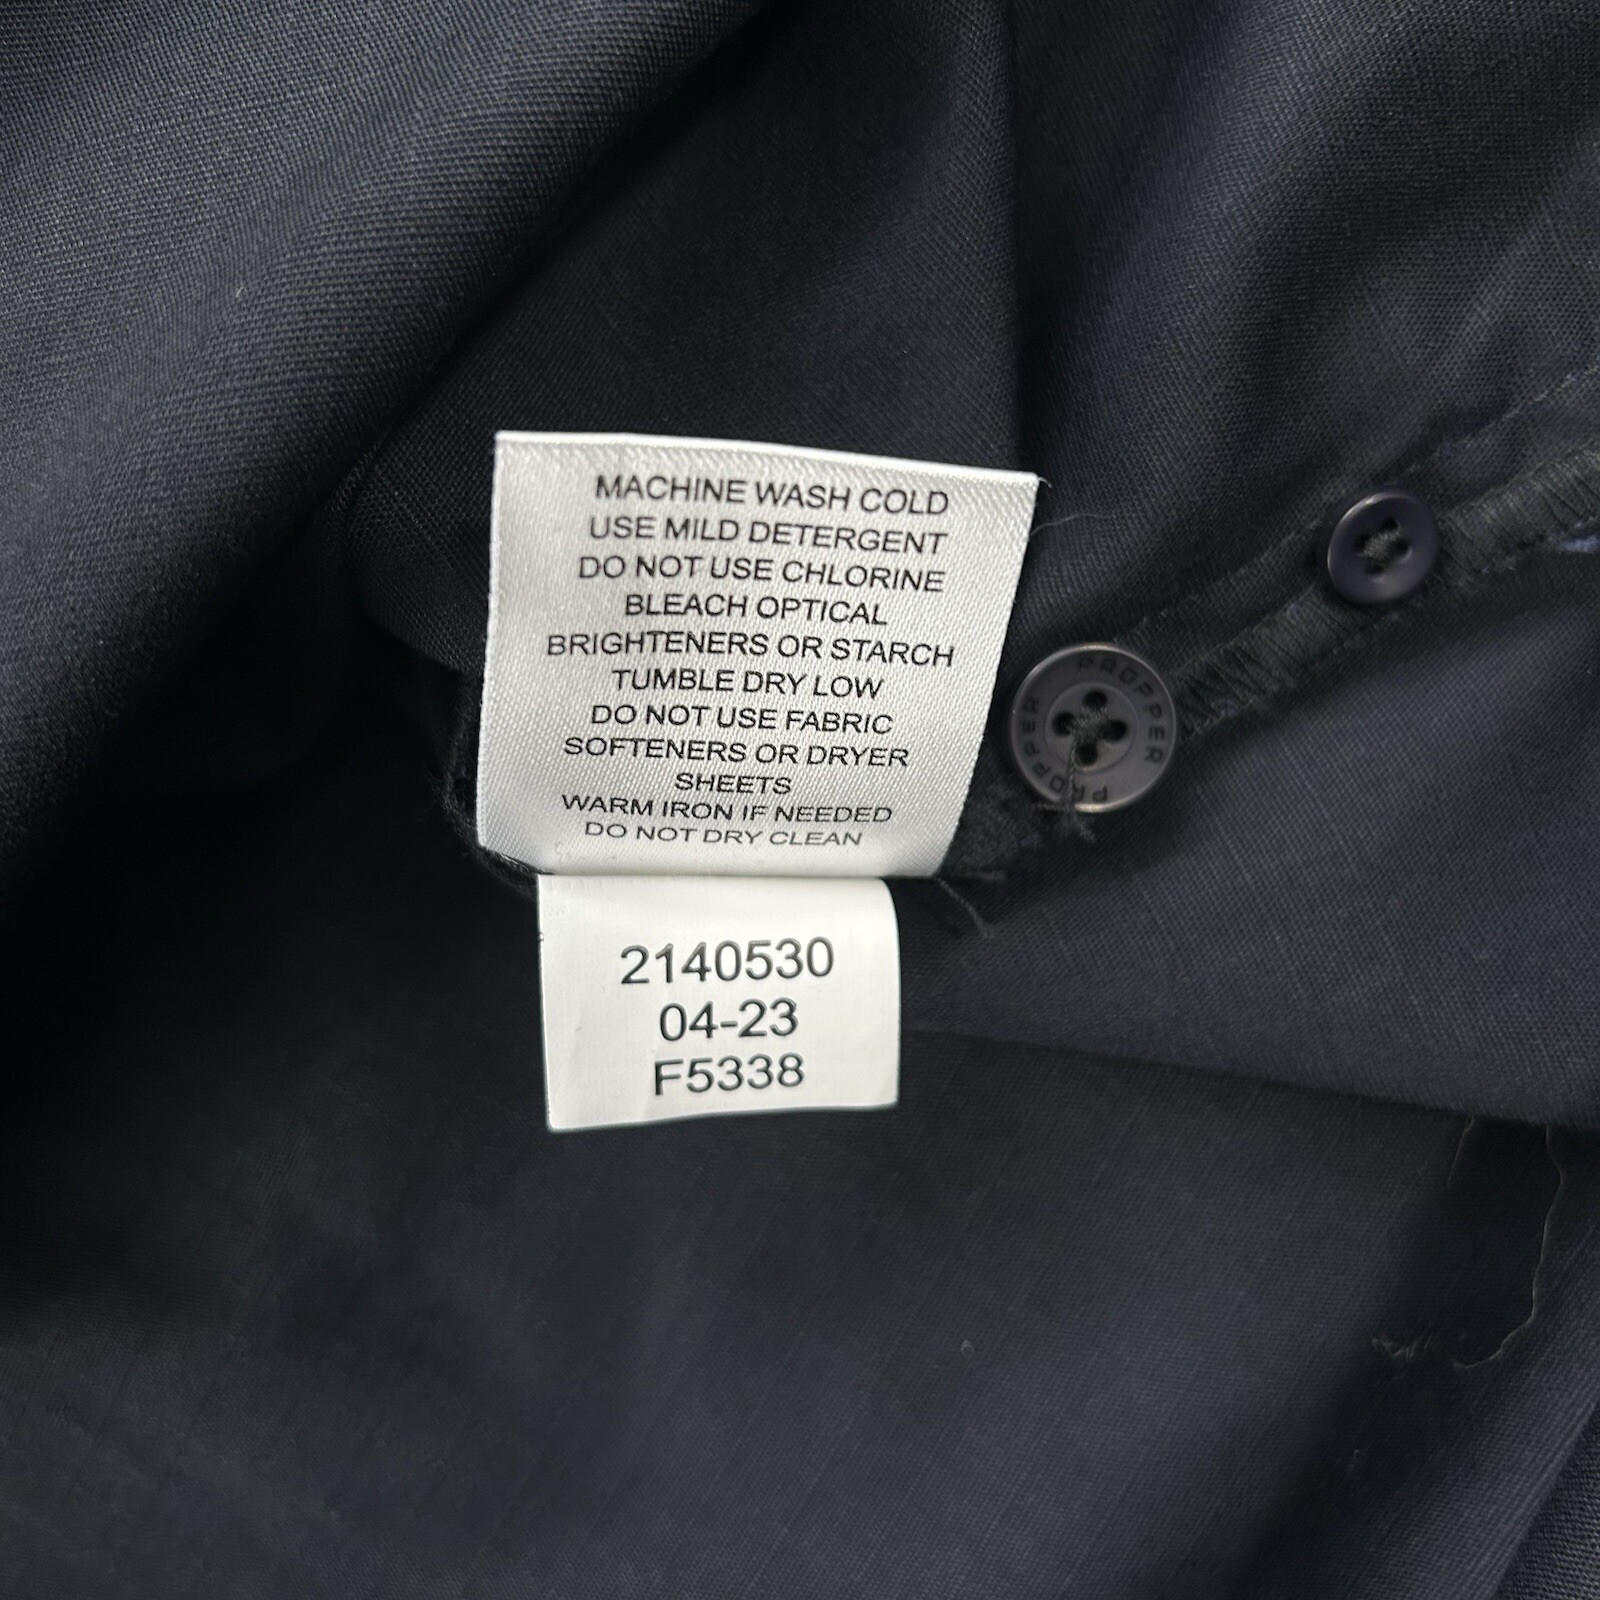 MACHINE WASH COLD
USE MILD DETERGENT
DO NOT USE CHLORINE
BLEACH OPTICAL
BRIGHTENERS OR STARCH
TUMBLE DRY LOW
DO NOT USE FABRIC
SOFTENERS OR DRYER
SHEETS
WARM IRON IF NEEDED
DO NOT DRY CLEAN
2140530
04-23
F5338
PROPPER
PROPPER